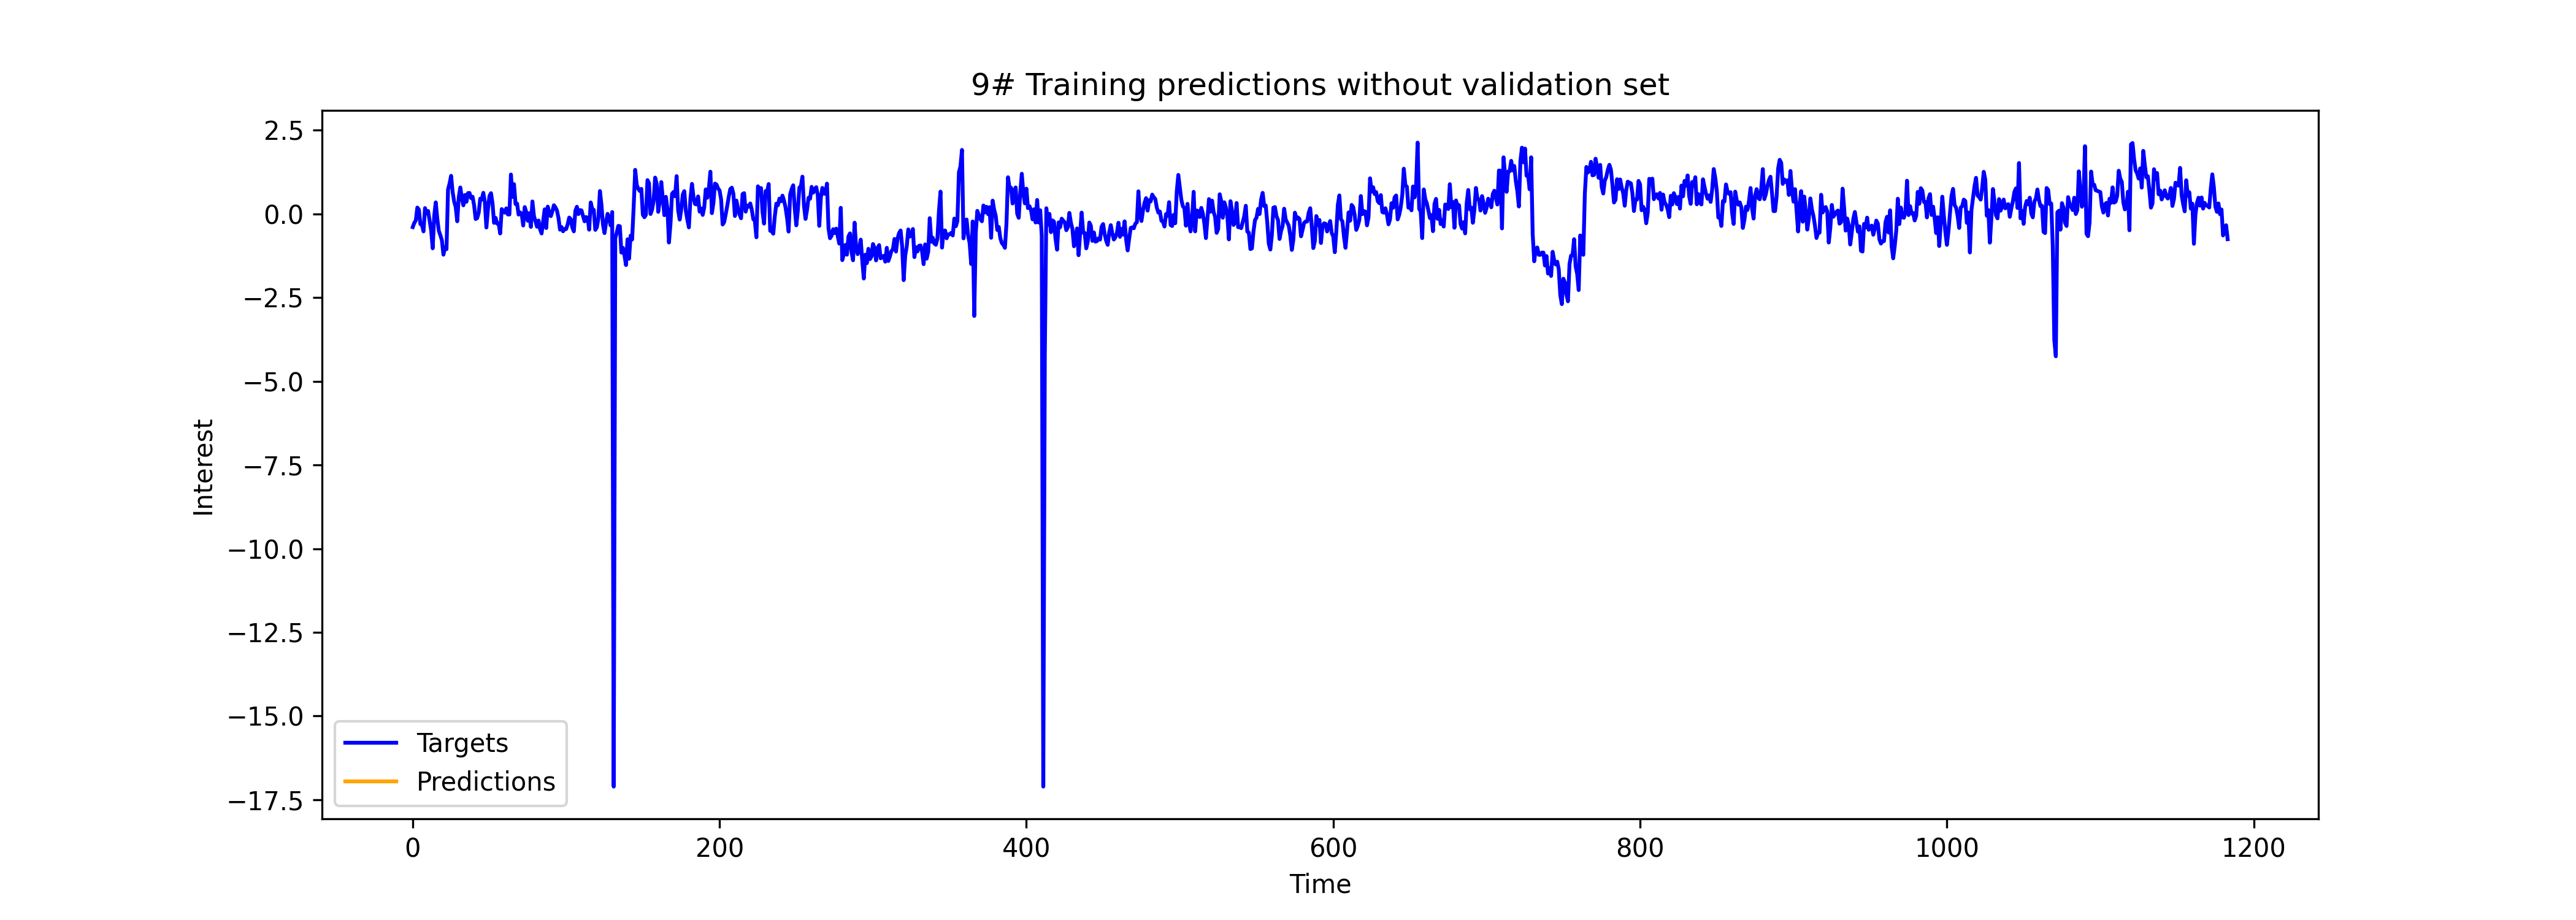 9# Training predictions without validation set
2.5
0.0
−2.5
−5.0
−7.5
−10.0
−12.5
−15.0
−17.5
Interest
Targets
Predictions
0 200 400 600 800 1000 1200
Time